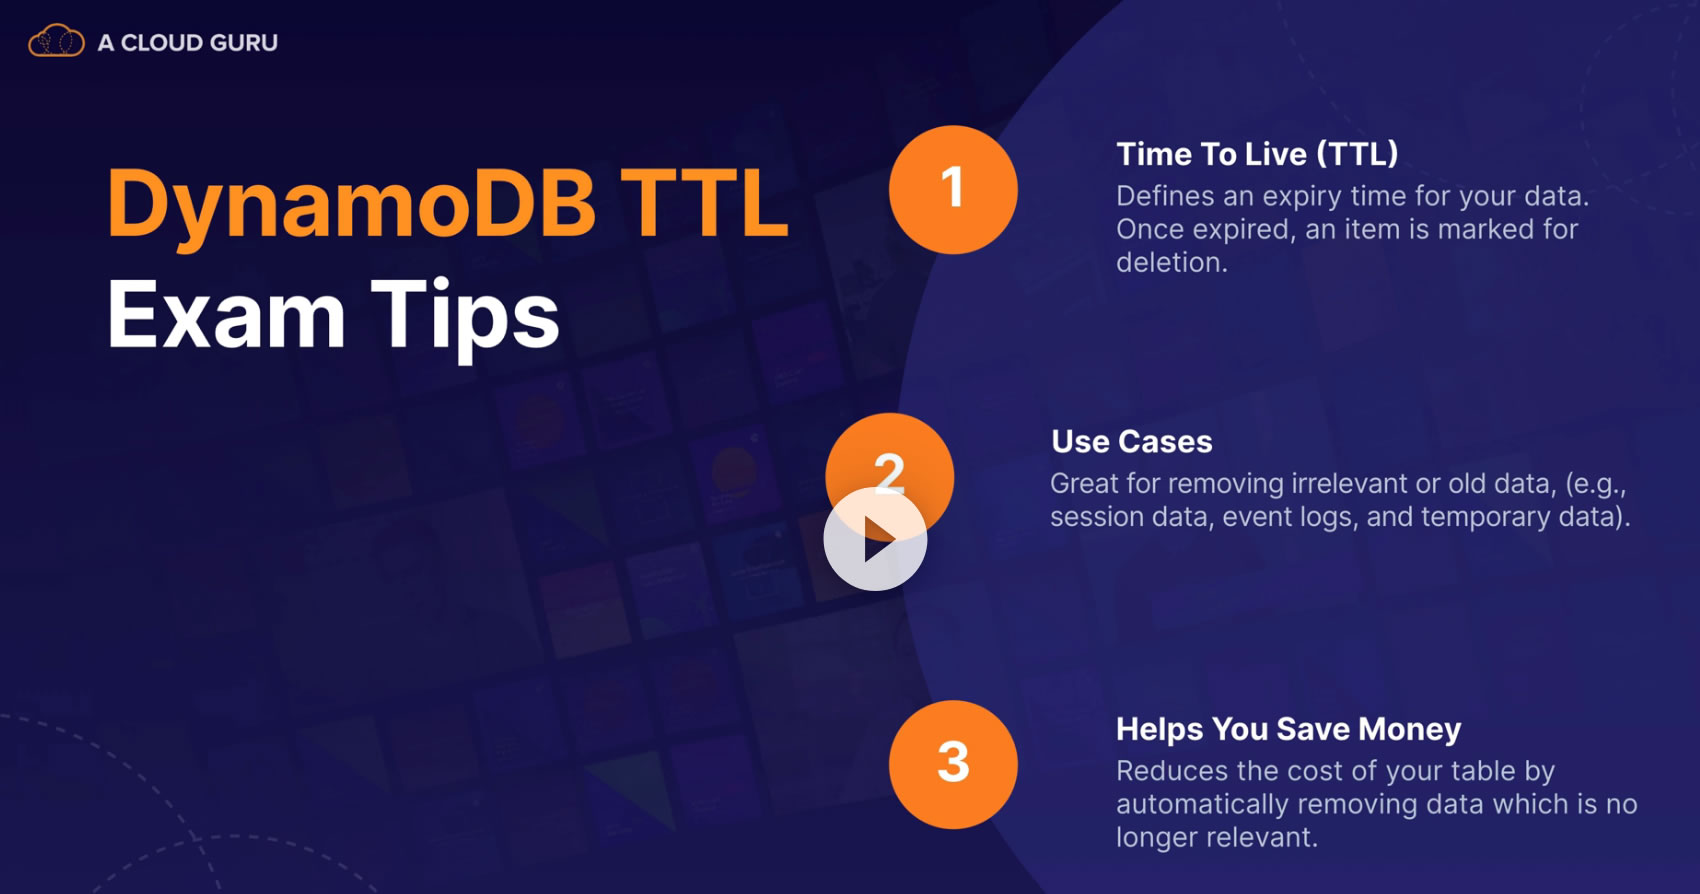 A CLOUD GURU
DynamoDB TTL
Exam Tips
1
Time To Live (TTL)
Defines an expiry time for your data.
Once expired, an item is marked for
deletion.
2
Use Cases
Great for removing irrelevant or old data, (e.g.,
session data, event logs, and temporary data).
3
Helps You Save Money
Reduces the cost of your table by
automatically removing data which is no
longer relevant.